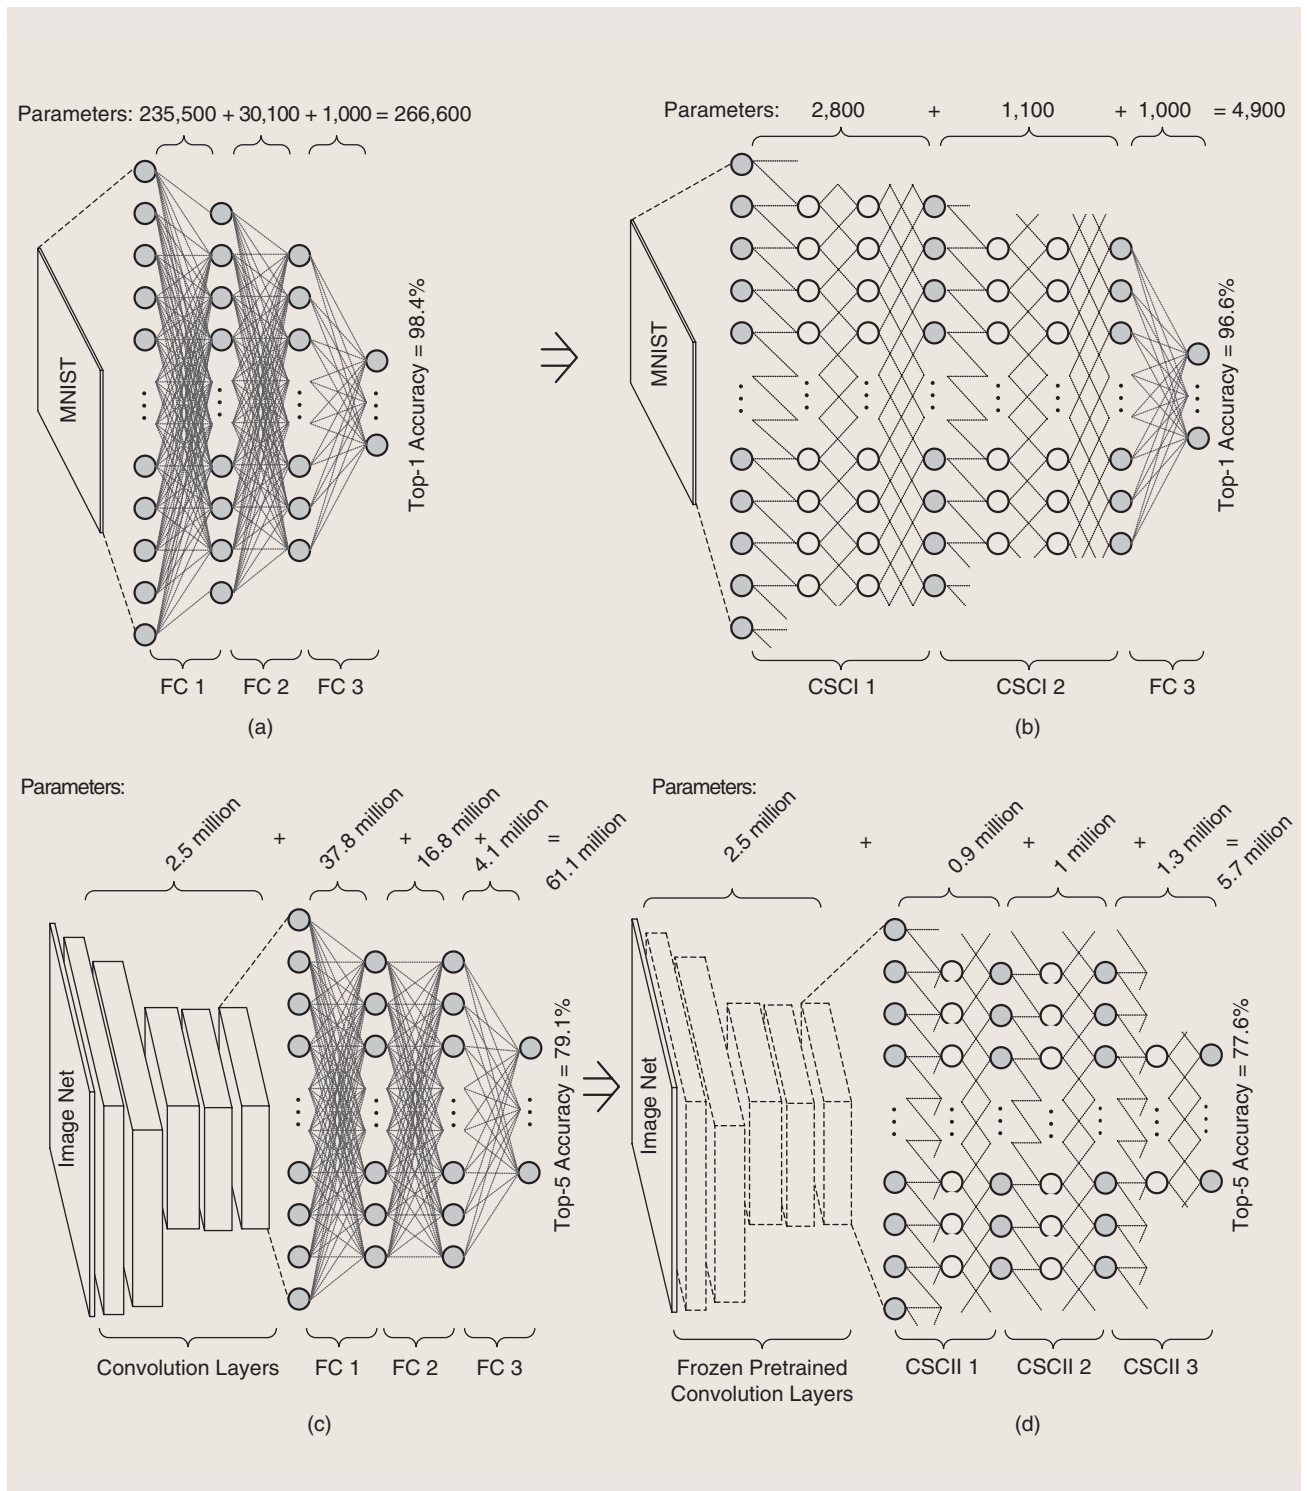 Parameters: 235,500 + 30,100 + 1,000 = 266,600
MNIST
Top-1 Accuracy = 98.4%
FC 1 FC 2 FC 3
(a)
Parameters: 2,800 + 1,100 + 1,000 = 4,900
MNIST
Top-1 Accuracy = 96.6%
CSCI 1 CSCI 2 FC 3
(b)
Parameters:
2.5 million + 37.8 million + 16.8 million + 4.1 million = 61.1 million
Image Net
Top-5 Accuracy = 79.1%
Convolution Layers FC 1 FC 2 FC 3
(c)
Parameters:
2.5 million + 0.9 million + 1 million + 1.3 million = 5.7 million
Image Net
Top-5 Accuracy = 77.6%
Frozen Pretrained
Convolution Layers
CSCII 1 CSCII 2 CSCII 3
(d)